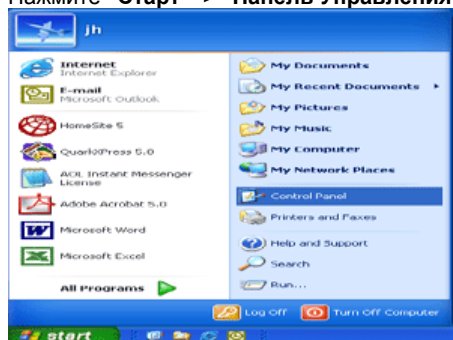 Нажмите "Старт" -> "Панель Управления
jh
Internet
Internet Explorer
E-mail
Microsoft Outlook
HomeSite 5
QuarkXPress 5.0
AOL Instant Messenger
License
Adobe Acrobat 5.0
Microsoft Word
Microsoft Excel
All Programs
My Documents
My Recent Documents
My Pictures
My Music
My Computer
My Network Places
Control Panel
Printers and Faxes
Help and Support
Search
Run...
Log Off
Turn Off Computer
start